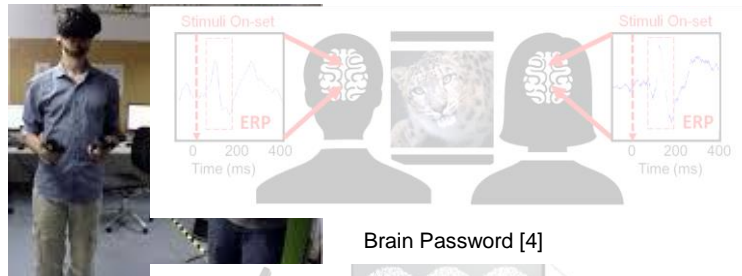 Stimuli On-set
Stimuli On-set
ERP
ERP
0 200 400
0 200 400
Time (ms)
Time (ms)
Brain Password [4]